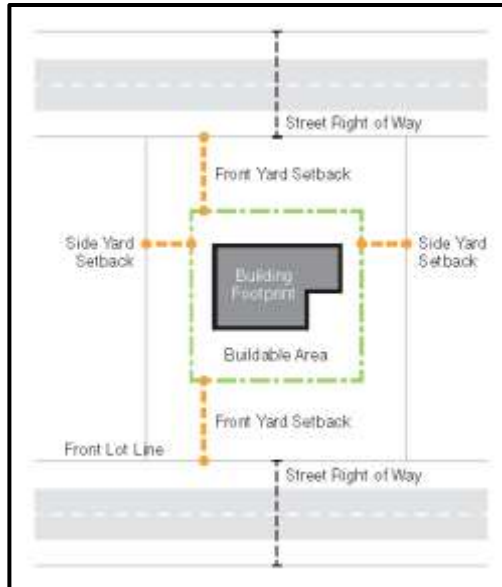 Street Right of Way
Front Yard Setback
Side Yard
Setback
Side Yard
Setback
Building
Footprint
Buildable Area
Front Yard Setback
Front Lot Line
Street Right of Way